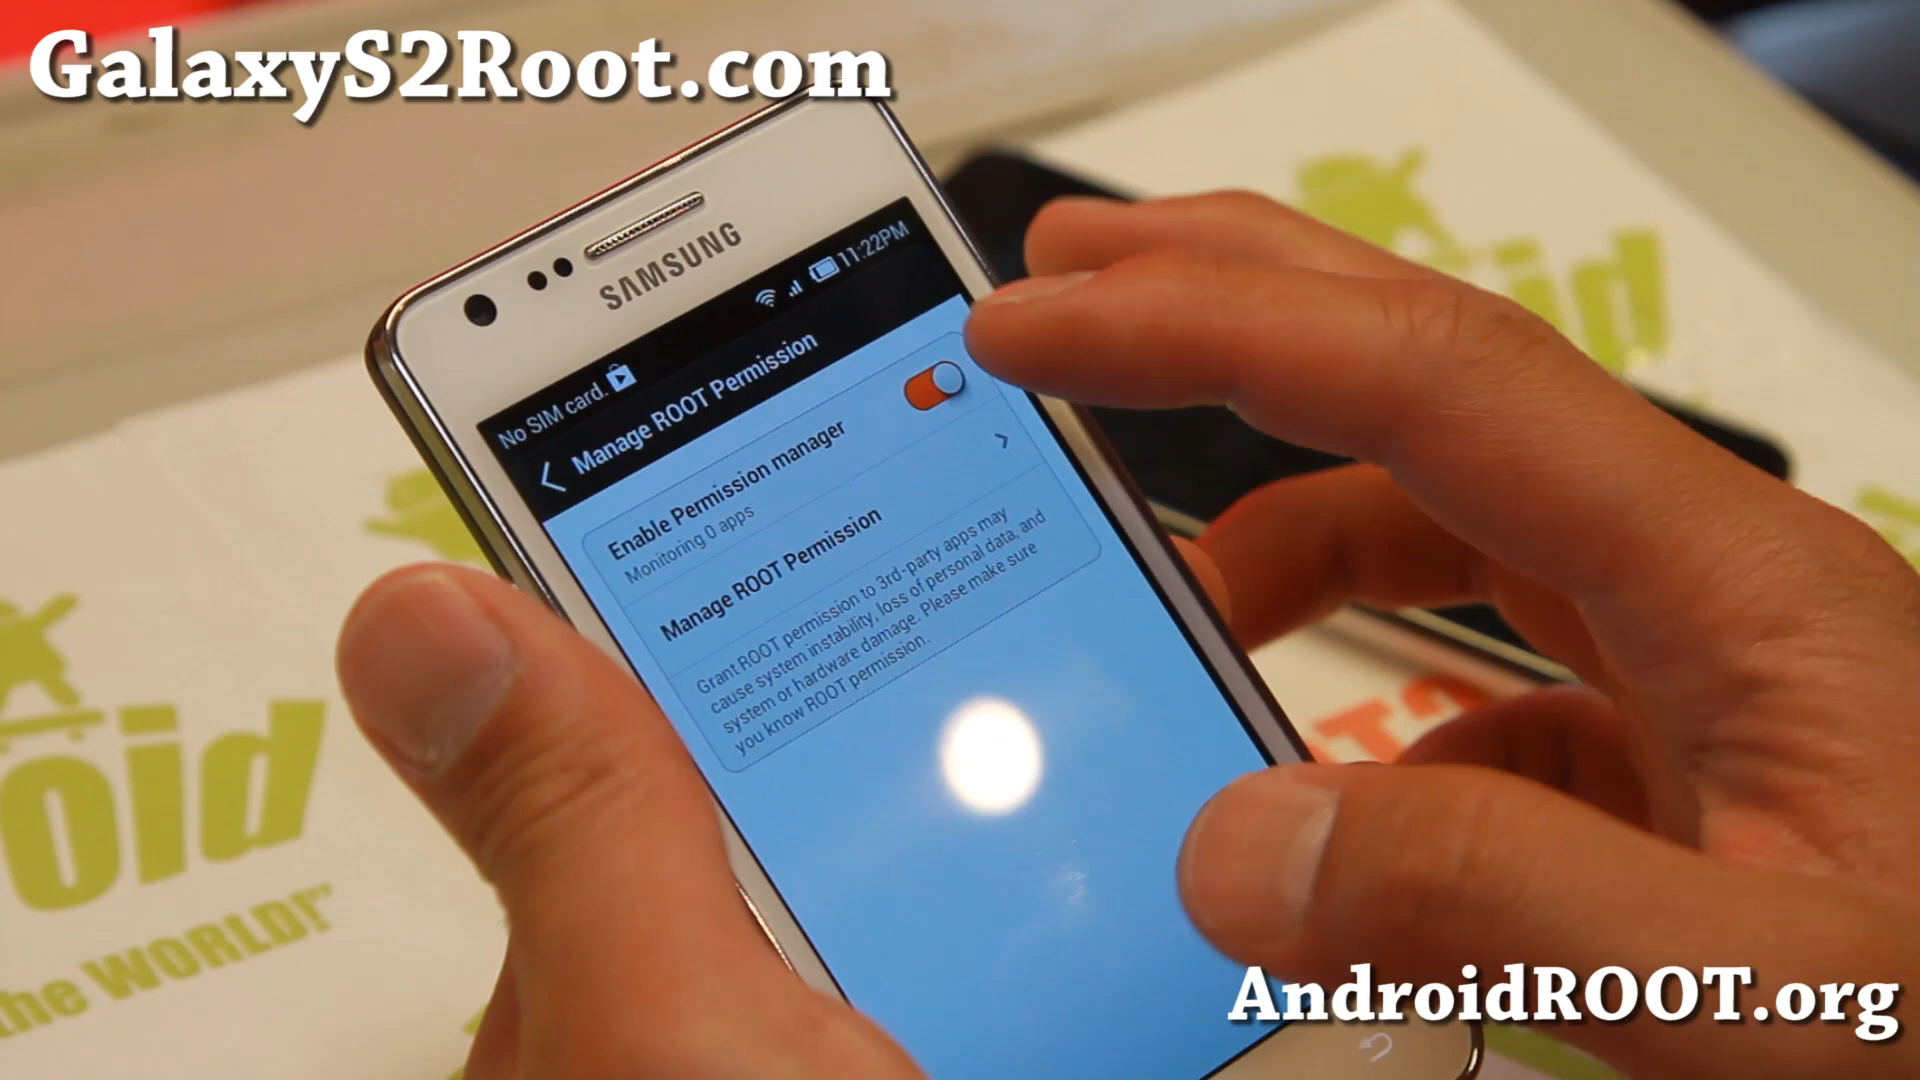 GalaxyS2Root.com
SAMSUNG
No SIM card. 11:22PM
Manage ROOT Permission
Enable Permission manager
Monitoring 0 apps
Manage ROOT Permission
Grant ROOT permission to 3rd-party apps may
cause system instability, loss of personal data, and
system or hardware damage. Please make sure
you know ROOT permission.
oid
the WORLD!
AndroidROOT.org